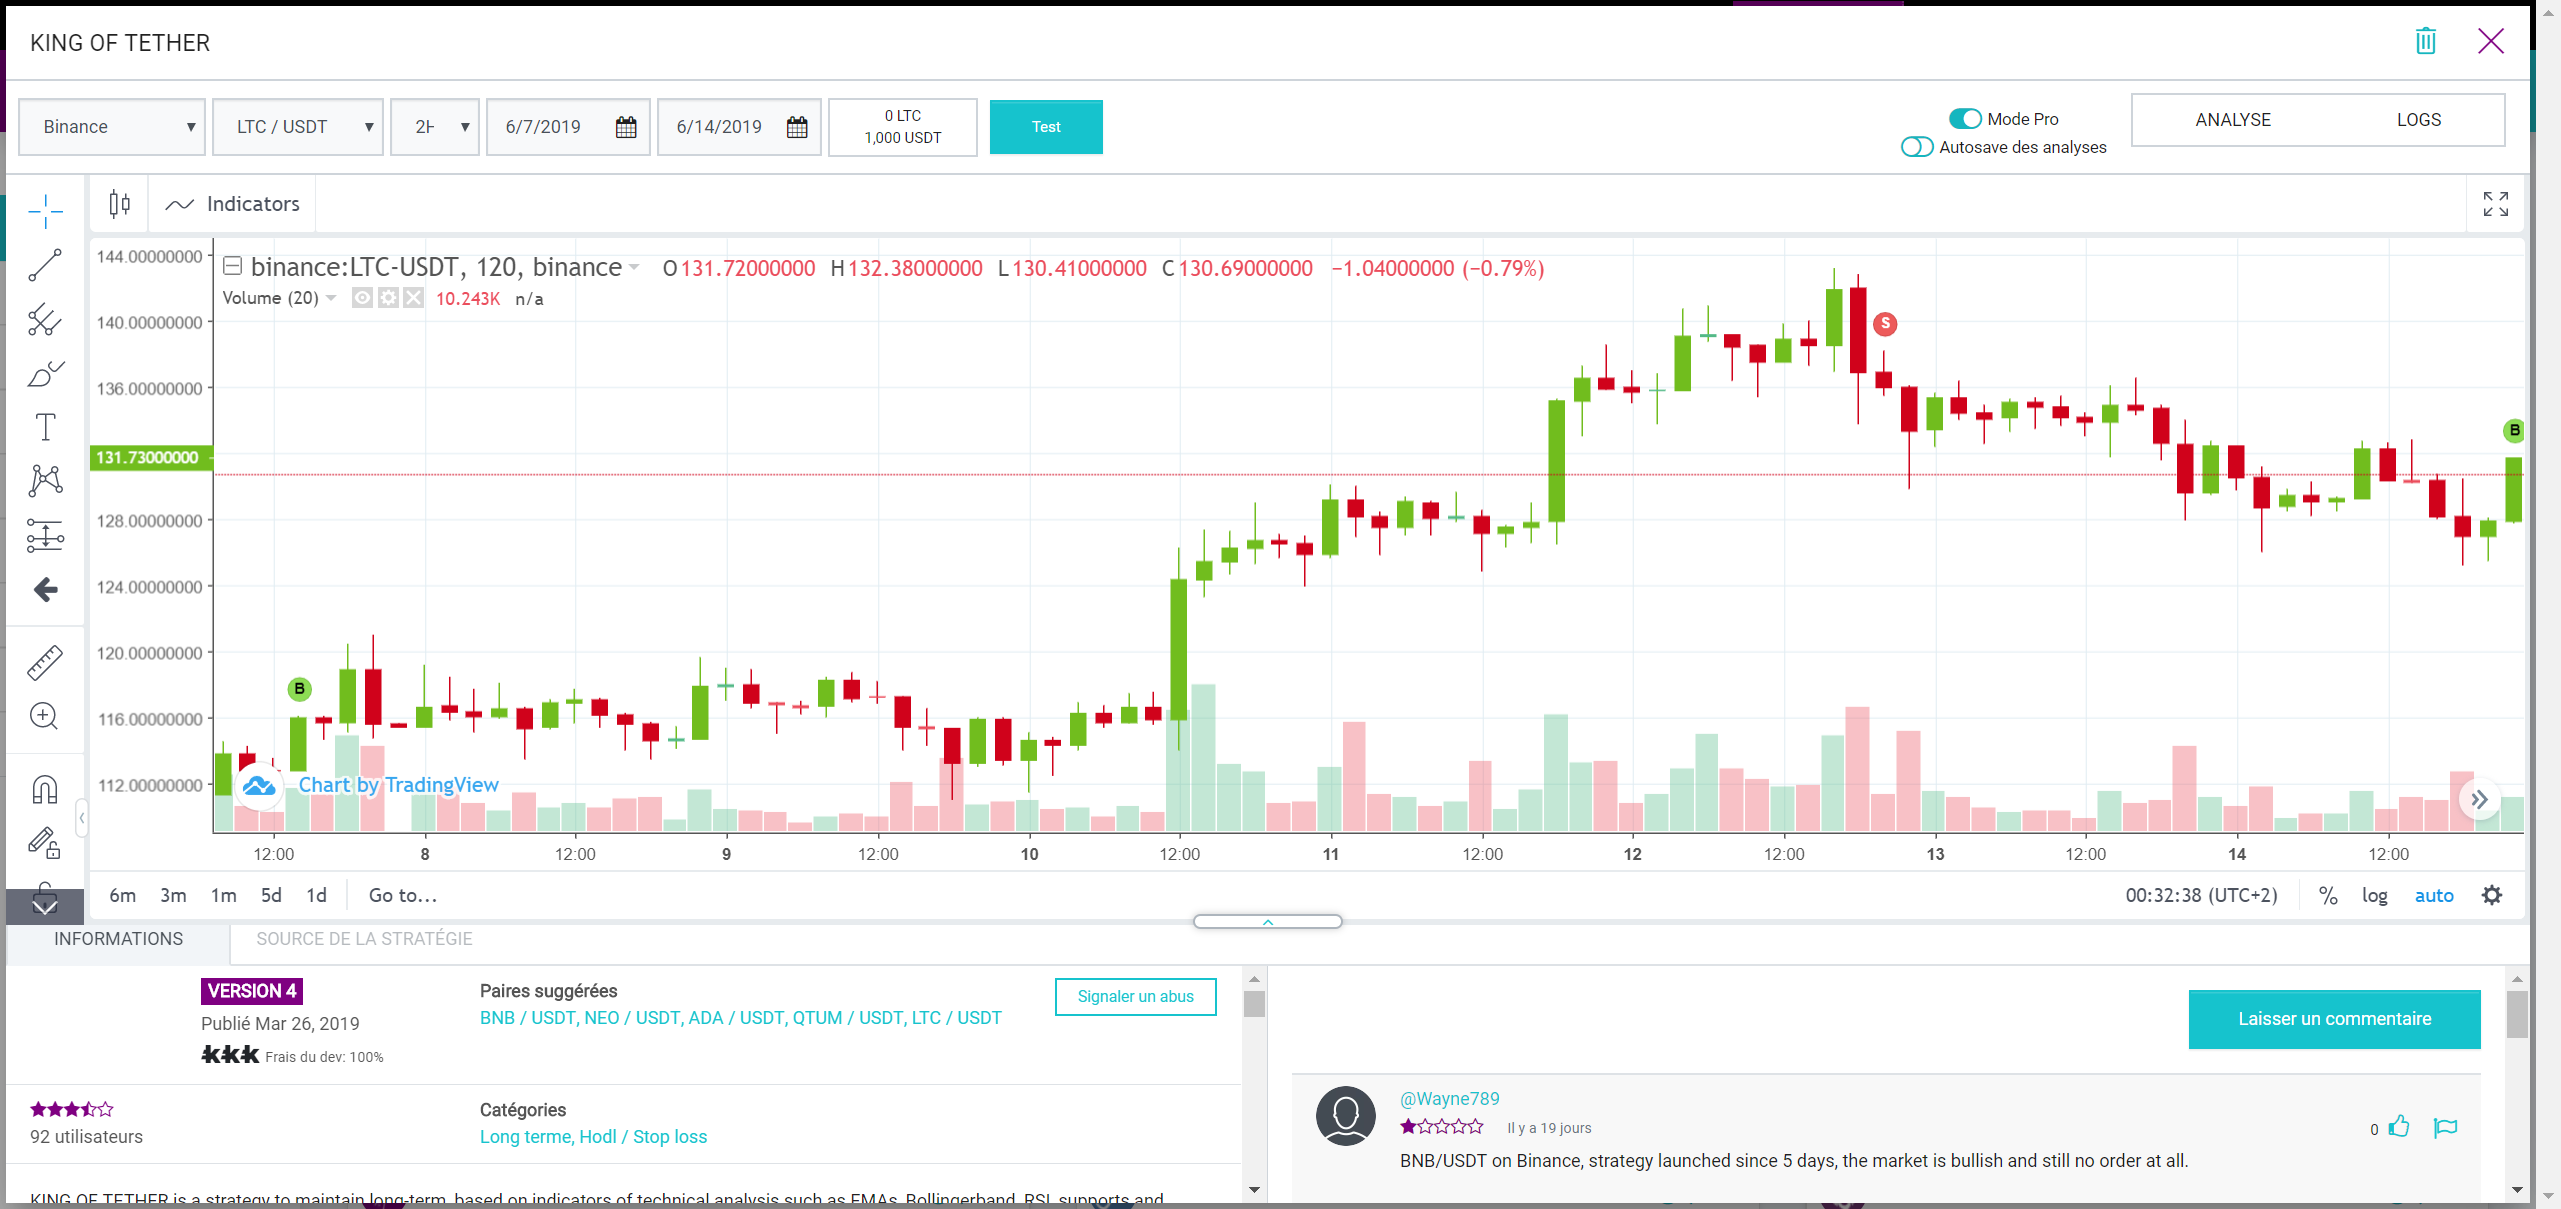 KING OF TETHER
Binance
LTC / USDT
2H
6/7/2019
6/14/2019
0 LTC
1,000 USDT
Test
Mode Pro
Autosave des analyses
ANALYSE
LOGS
Indicators
binance:LTC-USDT, 120, binance O131.72000000 H132.38000000 L130.41000000 C130.69000000 −1.04000000 (−0.79%)
Volume (20) 10.243K n/a
144.00000000
140.00000000
136.00000000
131.73000000
128.00000000
124.00000000
120.00000000
116.00000000
112.00000000
S
B
B
Chart by TradingView
12:00 8 12:00 9 12:00 10 12:00 11 12:00 12 12:00 13 12:00 14 12:00
6m 3m 1m 5d 1d Go to...
00:32:38 (UTC+2) % log auto
INFORMATIONS
SOURCE DE LA STRATÉGIE
VERSION 4
Publié Mar 26, 2019
Frais du dev: 100%
Paires suggérées
BNB / USDT, NEO / USDT, ADA / USDT, QTUM / USDT, LTC / USDT
Signaler un abus
92 utilisateurs
Catégories
Long terme, Hodl / Stop loss
KING OF TETHER is a strategy to maintain long-term, based on indicators of technical analysis such as EMAs, Bollingerband, RSI, supports and
Laisser un commentaire
@Wayne789
Il y a 19 jours
0
BNB/USDT on Binance, strategy launched since 5 days, the market is bullish and still no order at all.